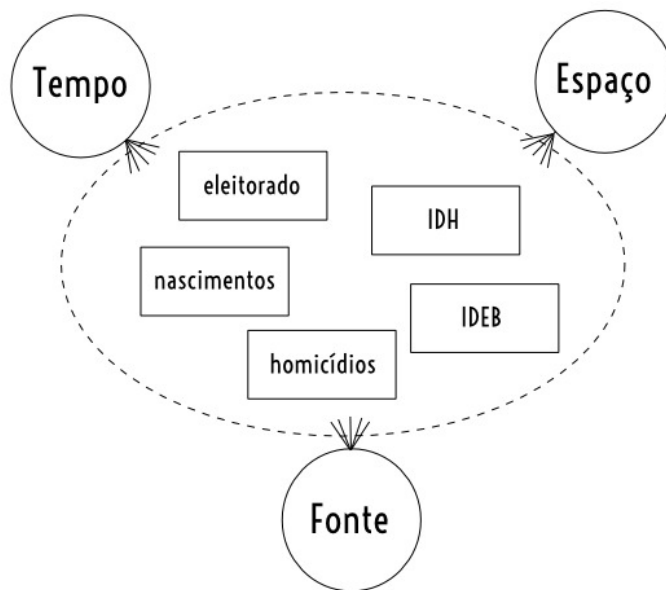 Tempo
Espaço
eleitorado
IDH
nascimentos
IDEB
homicídios
Fonte